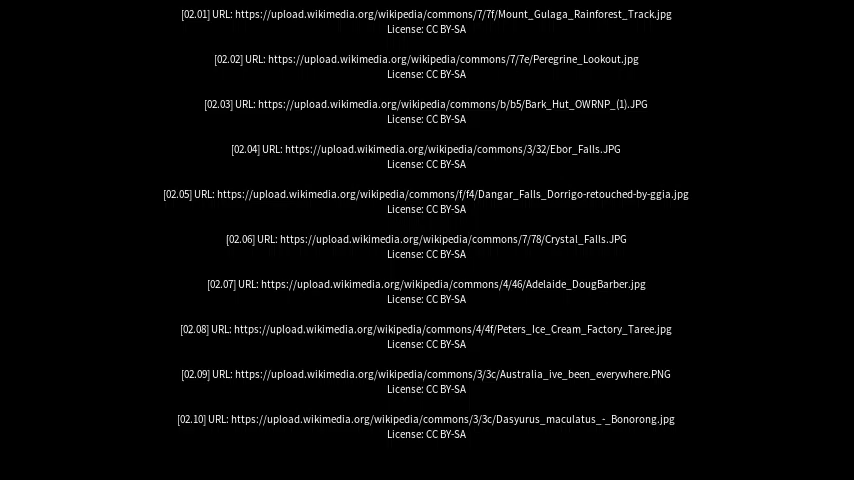 [02.01] URL: https://upload.wikimedia.org/wikipedia/commons/7/7f/Mount_Gulaga_Rainforest_Track.jpg
License: CC BY-SA
[02.02] URL: https://upload.wikimedia.org/wikipedia/commons/7/7e/Peregrine_Lookout.jpg
License: CC BY-SA
[02.03] URL: https://upload.wikimedia.org/wikipedia/commons/b/b5/Bark_Hut_OWRNP_(1).JPG
License: CC BY-SA
[02.04] URL: https://upload.wikimedia.org/wikipedia/commons/3/32/Ebor_Falls.JPG
License: CC BY-SA
[02.05] URL: https://upload.wikimedia.org/wikipedia/commons/f/f4/Dangar_Falls_Dorrigo-retouched-by-ggia.jpg
License: CC BY-SA
[02.06] URL: https://upload.wikimedia.org/wikipedia/commons/7/78/Crystal_Falls.JPG
License: CC BY-SA
[02.07] URL: https://upload.wikimedia.org/wikipedia/commons/4/46/Adelaide_DougBarber.jpg
License: CC BY-SA
[02.08] URL: https://upload.wikimedia.org/wikipedia/commons/4/4f/Peters_Ice_Cream_Factory_Taree.jpg
License: CC BY-SA
[02.09] URL: https://upload.wikimedia.org/wikipedia/commons/3/3c/Australia_ive_been_everywhere.PNG
License: CC BY-SA
[02.10] URL: https://upload.wikimedia.org/wikipedia/commons/3/3c/Dasyurus_maculatus_-_Bonorong.jpg
License: CC BY-SA